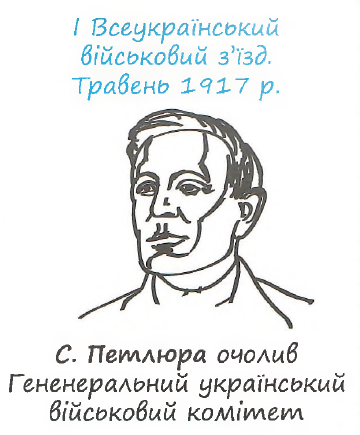 І Всеукраїнський
військовий з'їзд.
Травень 1917 р.
С. Петлюра очолив
Гененеральний український
військовий комітет